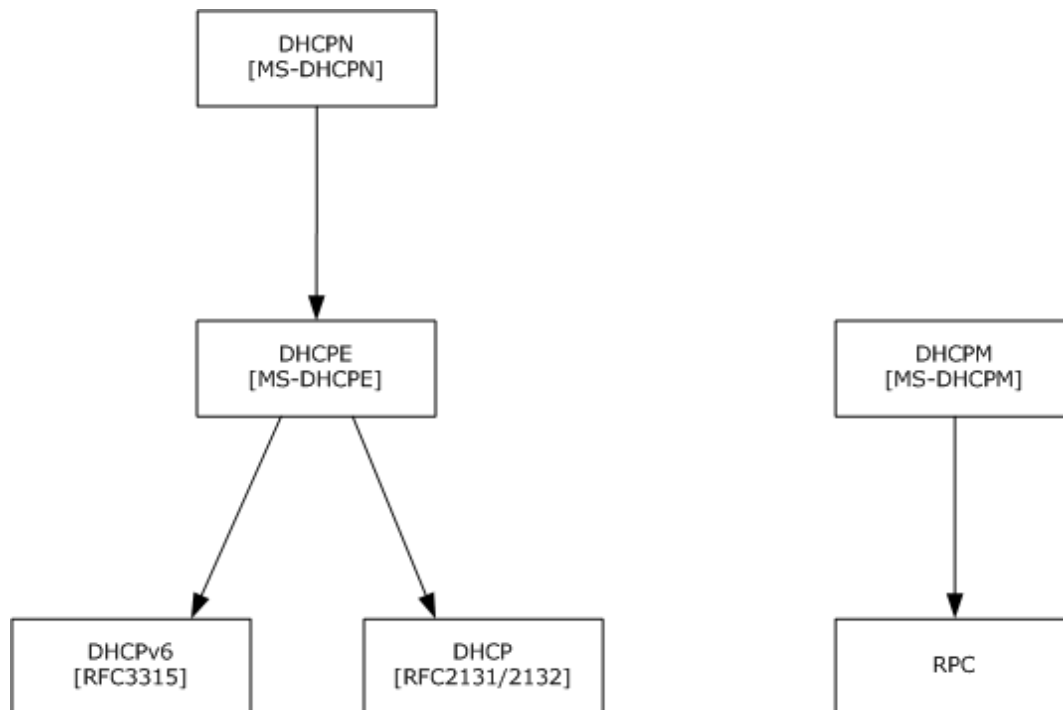 DHCPN
[MS-DHCPN]
DHCPE
[MS-DHCPE]
DHCPM
[MS-DHCPM]
DHCPv6
[RFC3315]
DHCP
[RFC2131/2132]
RPC